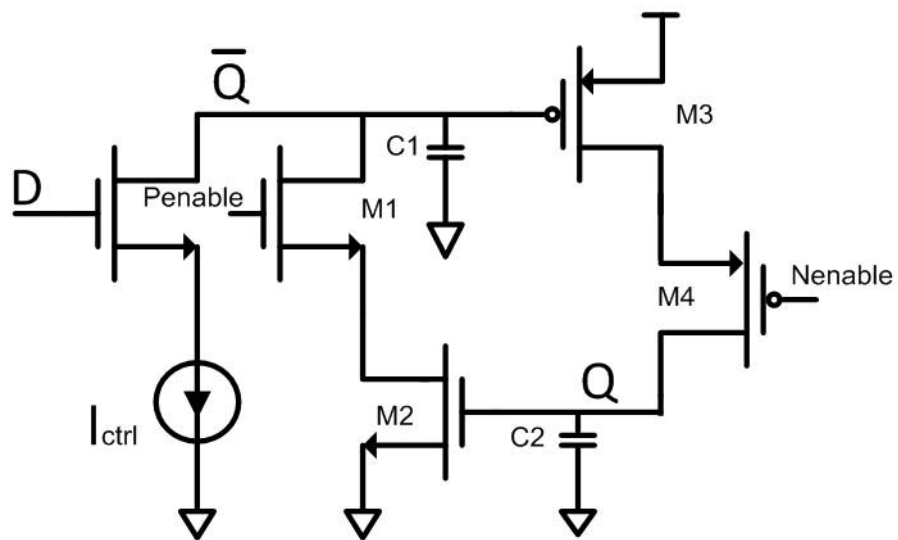 Q̅
M3
C1
D
Penable
M1
Nenable
M4
Q
M2
C2
Ictrl